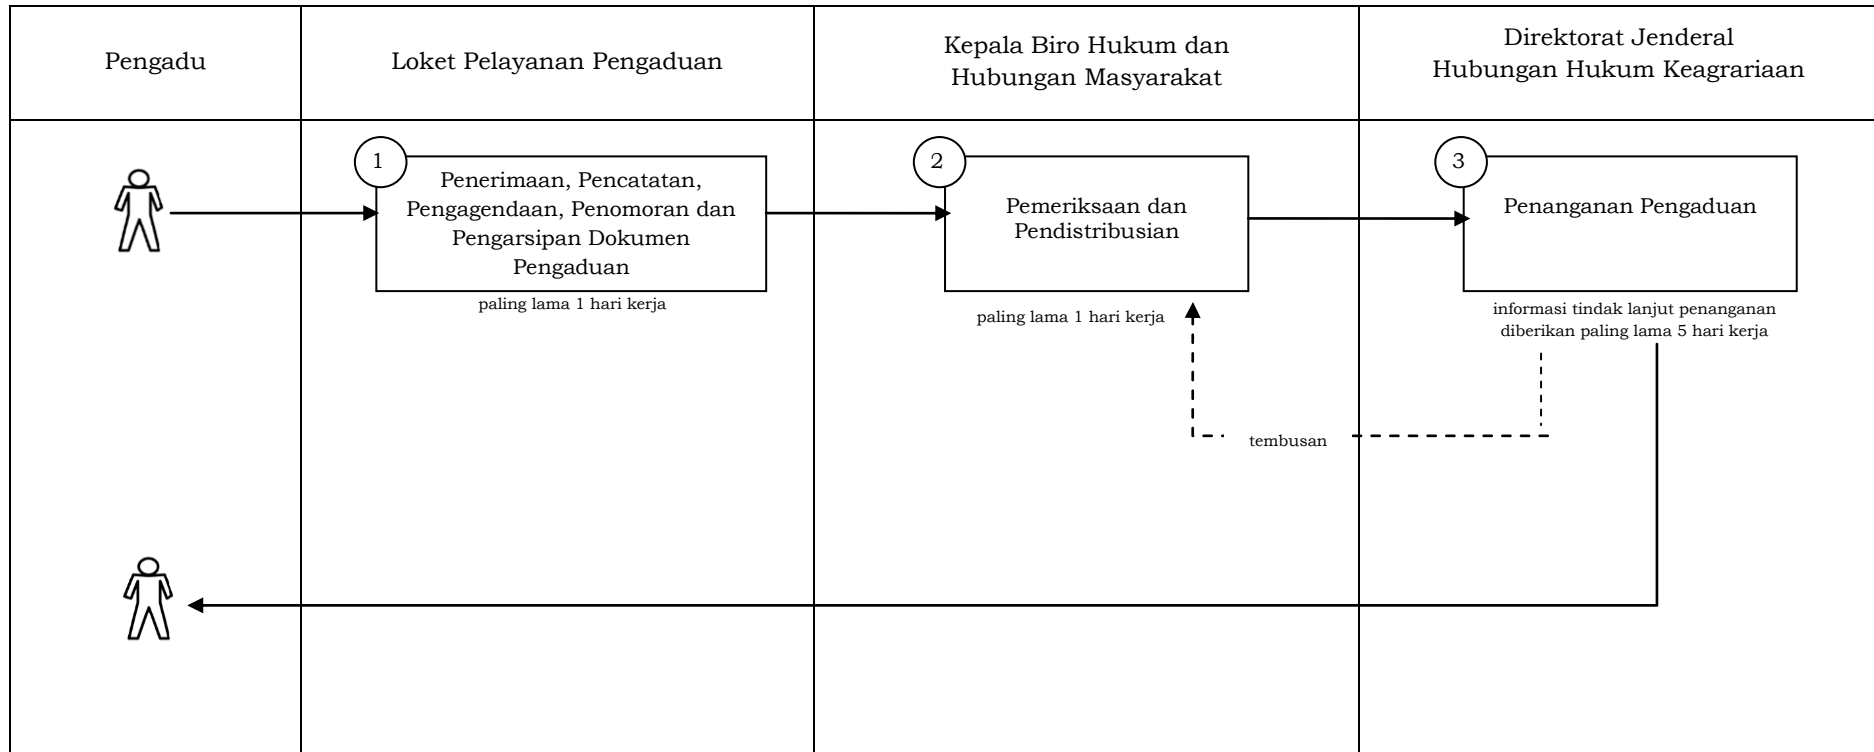 Pengadu
Loket Pelayanan Pengaduan
Kepala Biro Hukum dan
Hubungan Masyarakat
Direktorat Jenderal
Hubungan Hukum Keagrariaan
1
Penerimaan, Pencatatan,
Pengagendaan, Penomoran dan
Pengarsipan Dokumen
Pengaduan
paling lama 1 hari kerja
2
Pemeriksaan dan
Pendistribusian
paling lama 1 hari kerja
3
Penanganan Pengaduan
informasi tindak lanjut penanganan
diberikan paling lama 5 hari kerja
tembusan